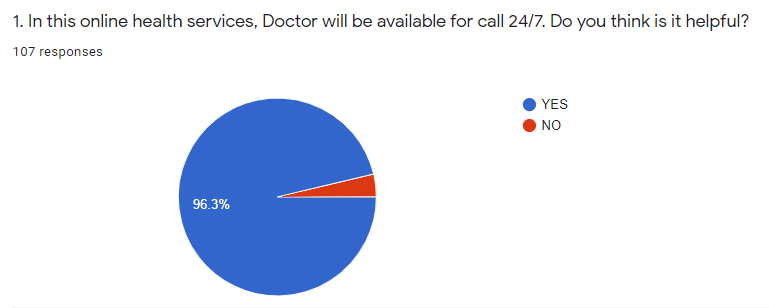 1. In this online health services, Doctor will be available for call 24/7. Do you think is it helpful?
107 responses
YES
NO
96.3%